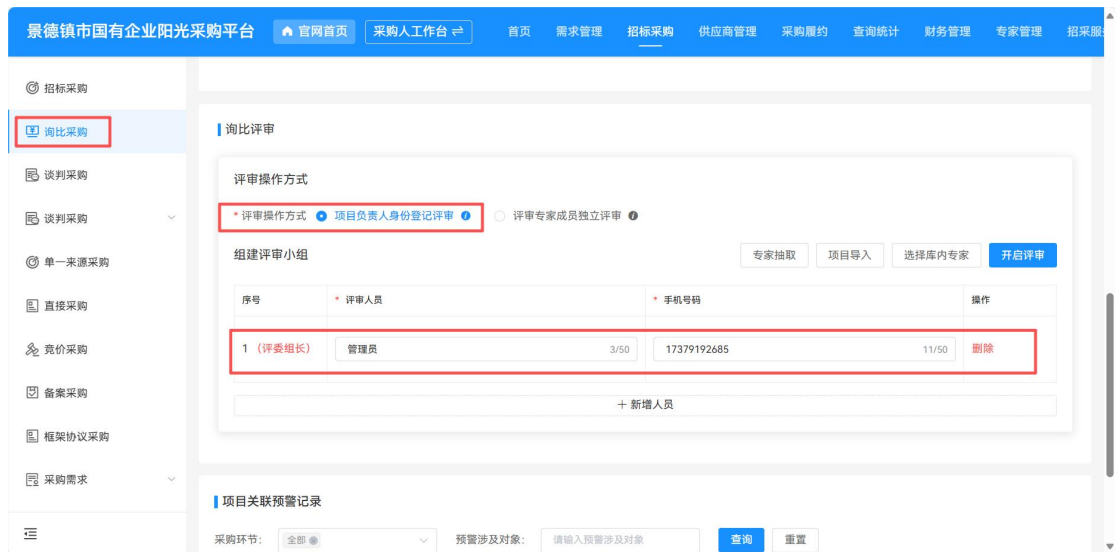 景德镇市国有企业阳光采购平台 官网首页 采购人工作台 首页 需求管理 招标采购 供应商管理 采购履约 查询统计 财务管理 专家管理 招采服
招标采购
询比采购
谈判采购
谈判采购
单一来源采购
直接采购
竞价采购
备案采购
框架协议采购
采购需求
询比评审
评审操作方式
* 评审操作方式 项目负责人身份登记评审 评审专家成员独立评审
组建评审小组 专家抽取 项目导入 选择库内专家 开启评审
序号 * 评审人员 * 手机号码 操作
1 (评委组长) 管理员 3/50 17379192685 11/50 删除
+ 新增人员
项目关联预警记录
采购环节: 全部 预警涉及对象: 请输入预警涉及对象 查询 重置